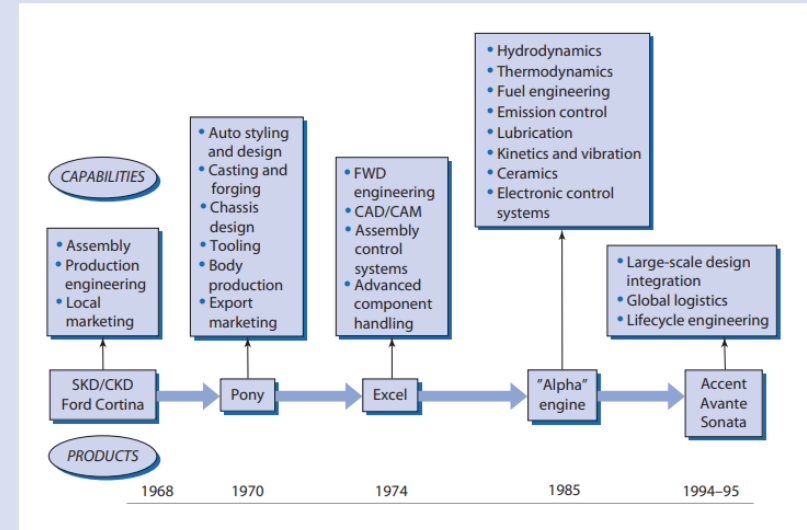 CAPABILITIES
• Assembly
• Production
engineering
• Local
marketing
• Auto styling
and design
• Casting and
forging
• Chassis
design
• Tooling
• Body
production
• Export
marketing
• FWD
engineering
• CAD/CAM
• Assembly
control
systems
• Advanced
component
handling
• Hydrodynamics
• Thermodynamics
• Fuel engineering
• Emission control
• Lubrication
• Kinetics and vibration
• Ceramics
• Electronic control
systems
• Large-scale design
integration
• Global logistics
• Lifecycle engineering
SKD/CKD
Ford Cortina
Pony
Excel
"Alpha"
engine
Accent
Avante
Sonata
PRODUCTS
1968
1970
1974
1985
1994–95